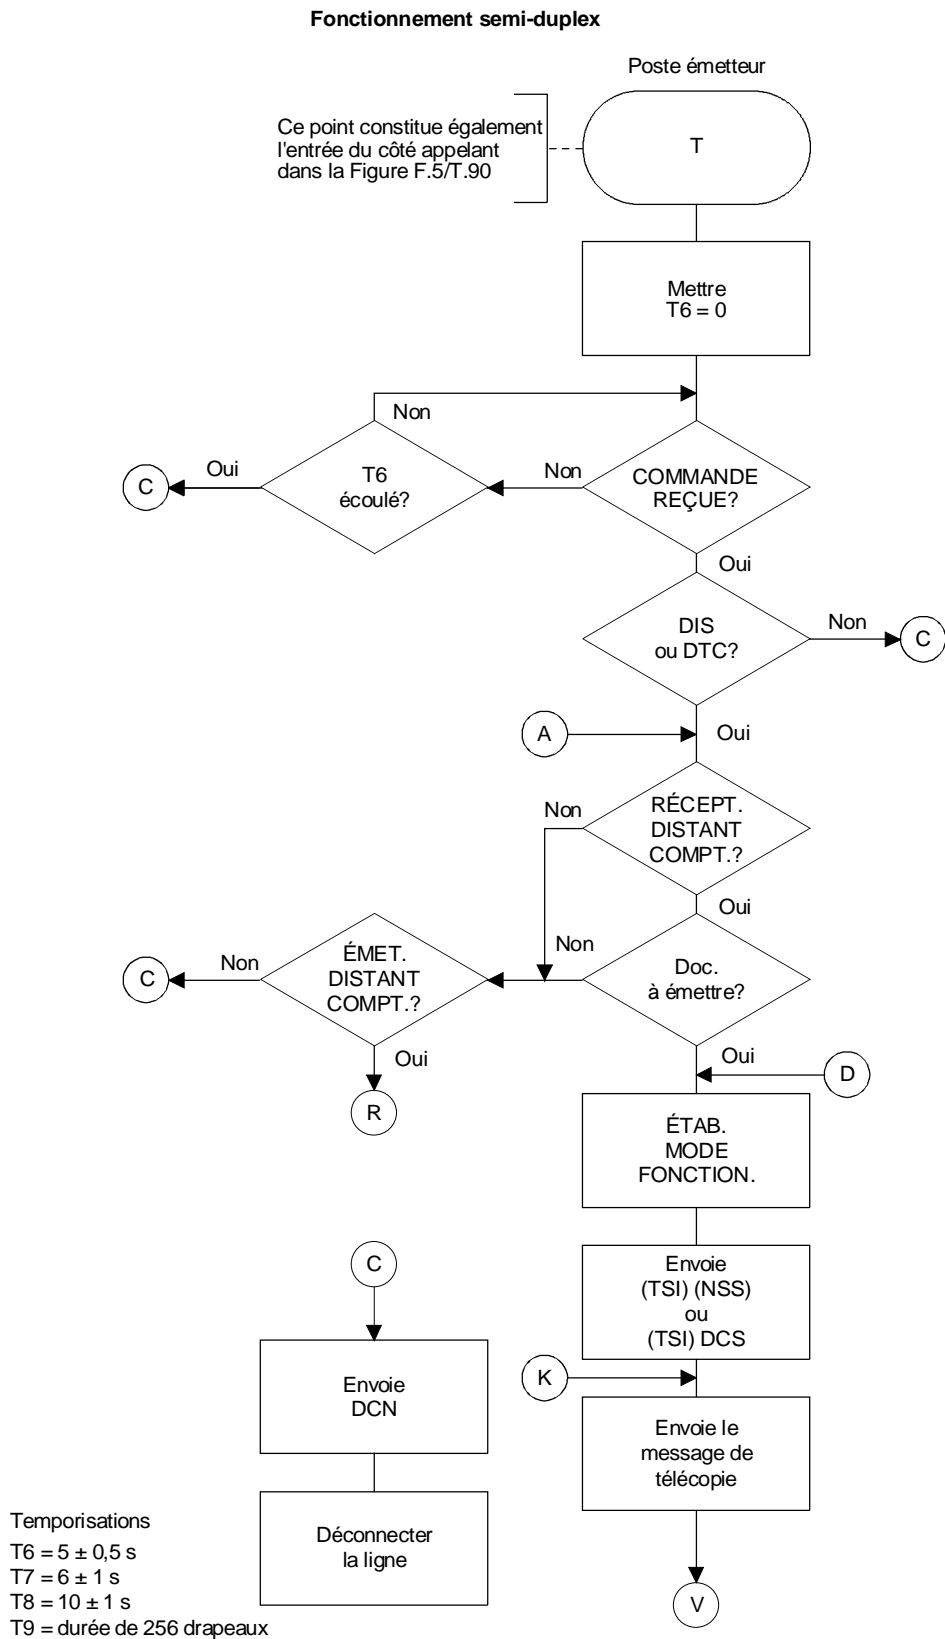 Fonctionnement semi-duplex
Poste émetteur
Ce point constitue également
l'entrée du côté appelant
dans la Figure F.5/T.90
T
Mettre
T6 = 0
Non
C
Oui
T6
écoulé?
Non
COMMANDE
REÇUE?
Oui
DIS
ou DTC?
Non
C
A
Oui
Non
RÉCEPT.
DISTANT
COMPT.?
Oui
C
Non
ÉMET.
DISTANT
COMPT.?
Non
Doc.
à émettre?
Oui
R
Oui
D
ÉTAB.
MODE
FONCTION.
C
Envoie
(TSI) (NSS)
ou
(TSI) DCS
Envoie
DCN
K
Envoie le
message de
télécopie
Déconnecter
la ligne
V
Temporisations
T6 = 5 ± 0,5 s
T7 = 6 ± 1 s
T8 = 10 ± 1 s
T9 = durée de 256 drapeaux